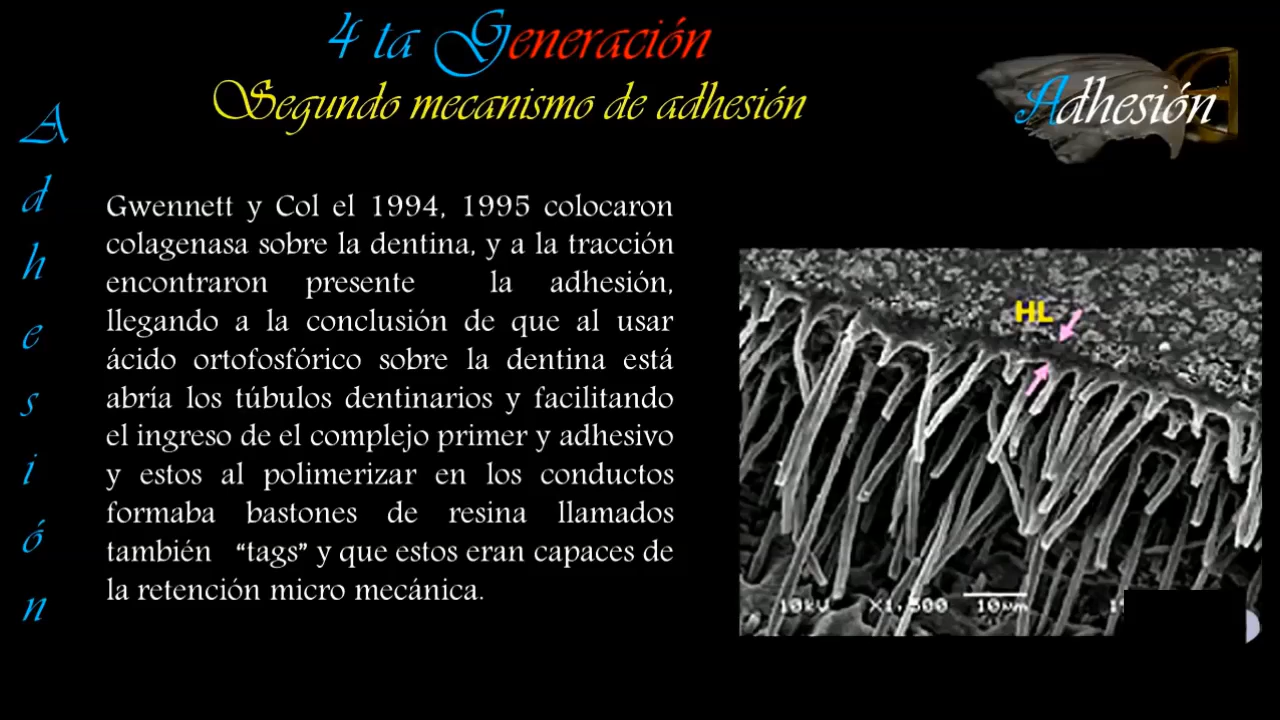 4 ta Generación
Segundo mecanismo de adhesión
Adhesión
Adhesión
Gwennett y Col el 1994, 1995 colocaron
colagenasa sobre la dentina, y a la tracción
encontraron presente la adhesión,
llegando a la conclusión de que al usar
ácido ortofosfórico sobre la dentina está
abría los túbulos dentinarios y facilitando
el ingreso de el complejo primer y adhesivo
y estos al polimerizar en los conductos
formaba bastones de resina llamados
también “tags” y que estos eran capaces de
la retención micro mecánica.
HL
10kV X1,500 10µm